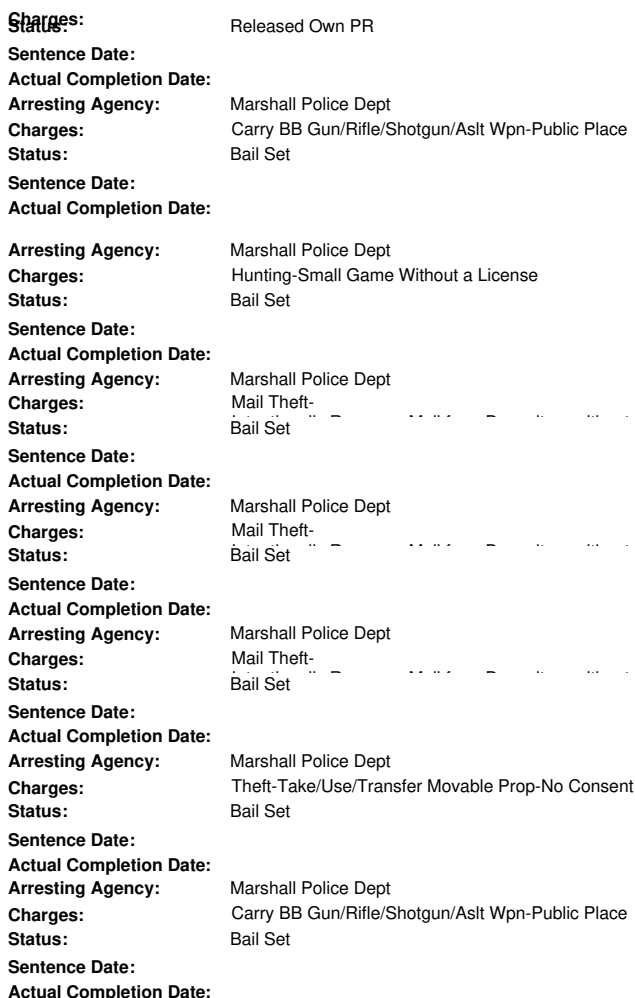 Charges:
Status: Released Own PR
Sentence Date:
Actual Completion Date:
Arresting Agency: Marshall Police Dept
Charges: Carry BB Gun/Rifle/Shotgun/Aslt Wpn-Public Place
Status: Bail Set
Sentence Date:
Actual Completion Date:
Arresting Agency: Marshall Police Dept
Charges: Hunting-Small Game Without a License
Status: Bail Set
Sentence Date:
Actual Completion Date:
Arresting Agency: Marshall Police Dept
Charges: Mail Theft-
Status: Bail Set
Sentence Date:
Actual Completion Date:
Arresting Agency: Marshall Police Dept
Charges: Mail Theft-
Status: Bail Set
Sentence Date:
Actual Completion Date:
Arresting Agency: Marshall Police Dept
Charges: Mail Theft-
Status: Bail Set
Sentence Date:
Actual Completion Date:
Arresting Agency: Marshall Police Dept
Charges: Theft-Take/Use/Transfer Movable Prop-No Consent
Status: Bail Set
Sentence Date:
Actual Completion Date:
Arresting Agency: Marshall Police Dept
Charges: Carry BB Gun/Rifle/Shotgun/Aslt Wpn-Public Place
Status: Bail Set
Sentence Date:
Actual Completion Date: